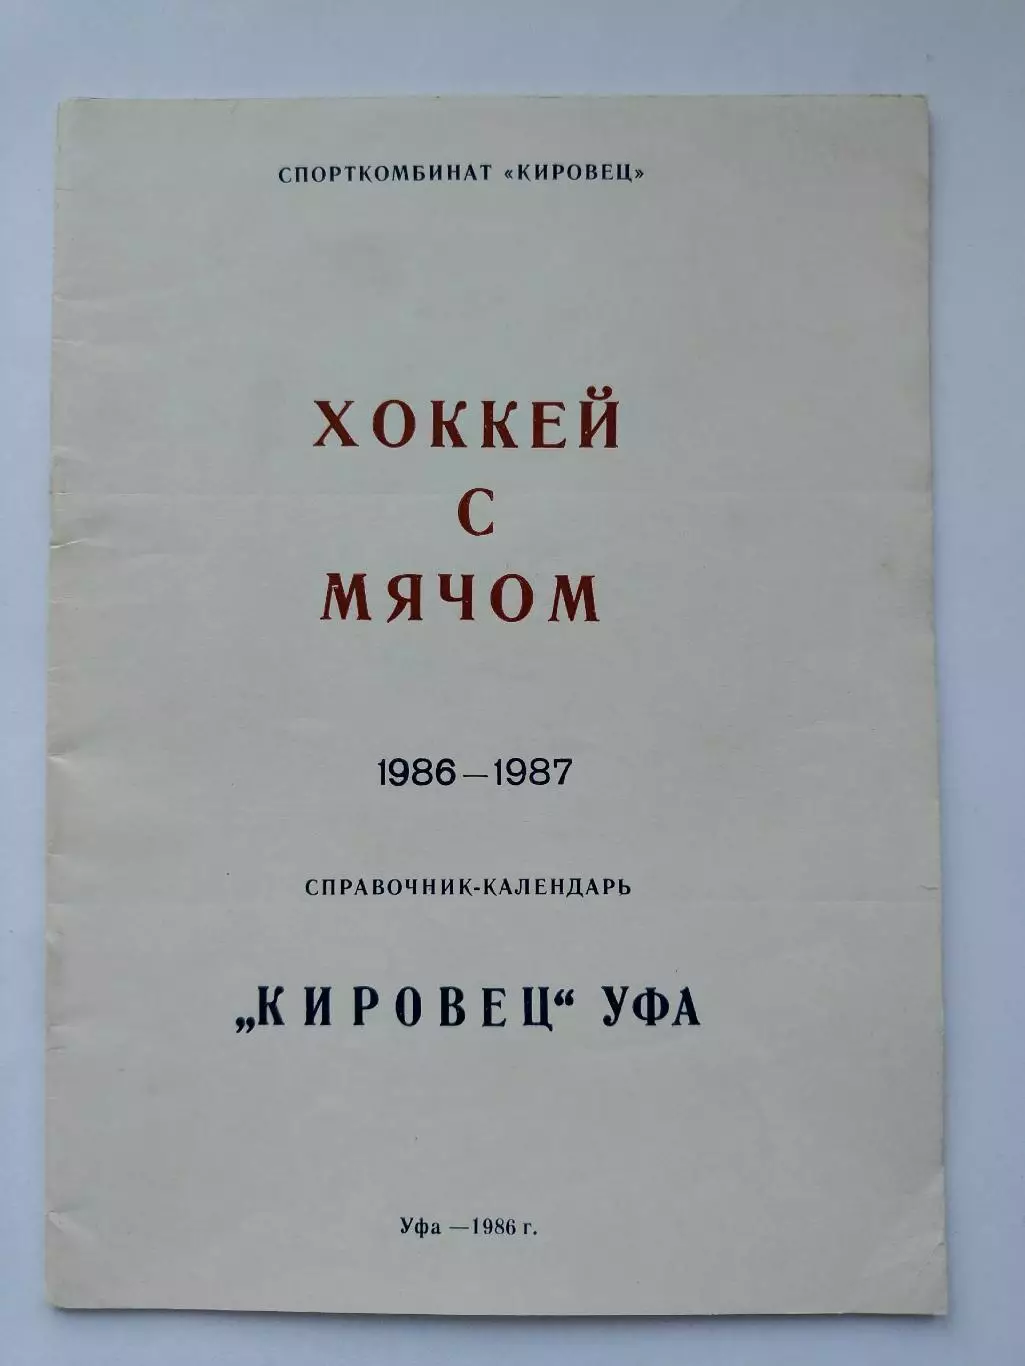 СПОРТКОМБИНАТ «КИРОВЕЦ»
ХОККЕЙ
С
МЯЧОМ
1986—1987
СПРАВОЧНИК-КАЛЕНДАРЬ
„КИРОВЕЦ“ УФА
Уфа —1986 г.